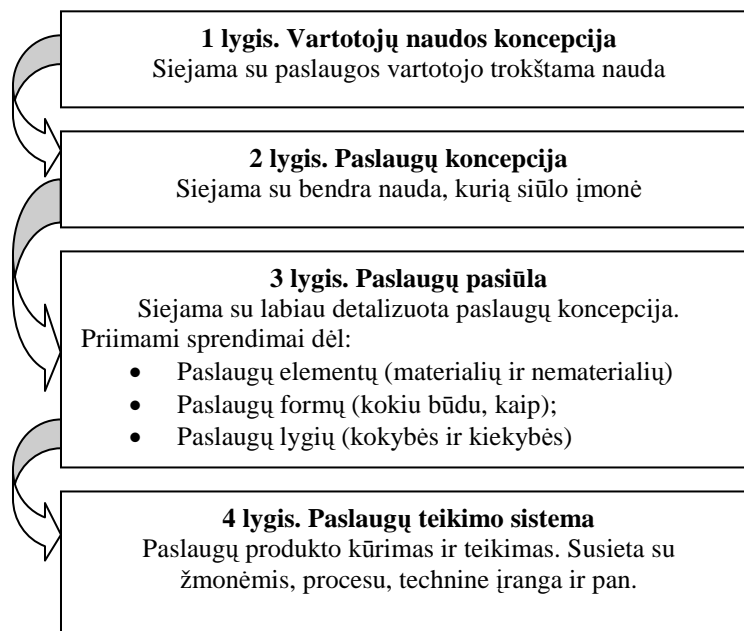 1 lygis. Vartotojų naudos koncepcija
Siejama su paslaugos vartotojo trokštama nauda
2 lygis. Paslaugų koncepcija
Siejama su bendra nauda, kurią siūlo įmonė
3 lygis. Paslaugų pasiūla
Siejama su labiau detalizuota paslaugų koncepcija.
Priimami sprendimai dėl:
• Paslaugų elementų (materialių ir nematerialių)
• Paslaugų formų (kokiu būdu, kaip);
• Paslaugų lygių (kokybės ir kiekybės)
4 lygis. Paslaugų teikimo sistema
Paslaugų produkto kūrimas ir teikimas. Susieta su
žmonėmis, procesu, technine įranga ir pan.